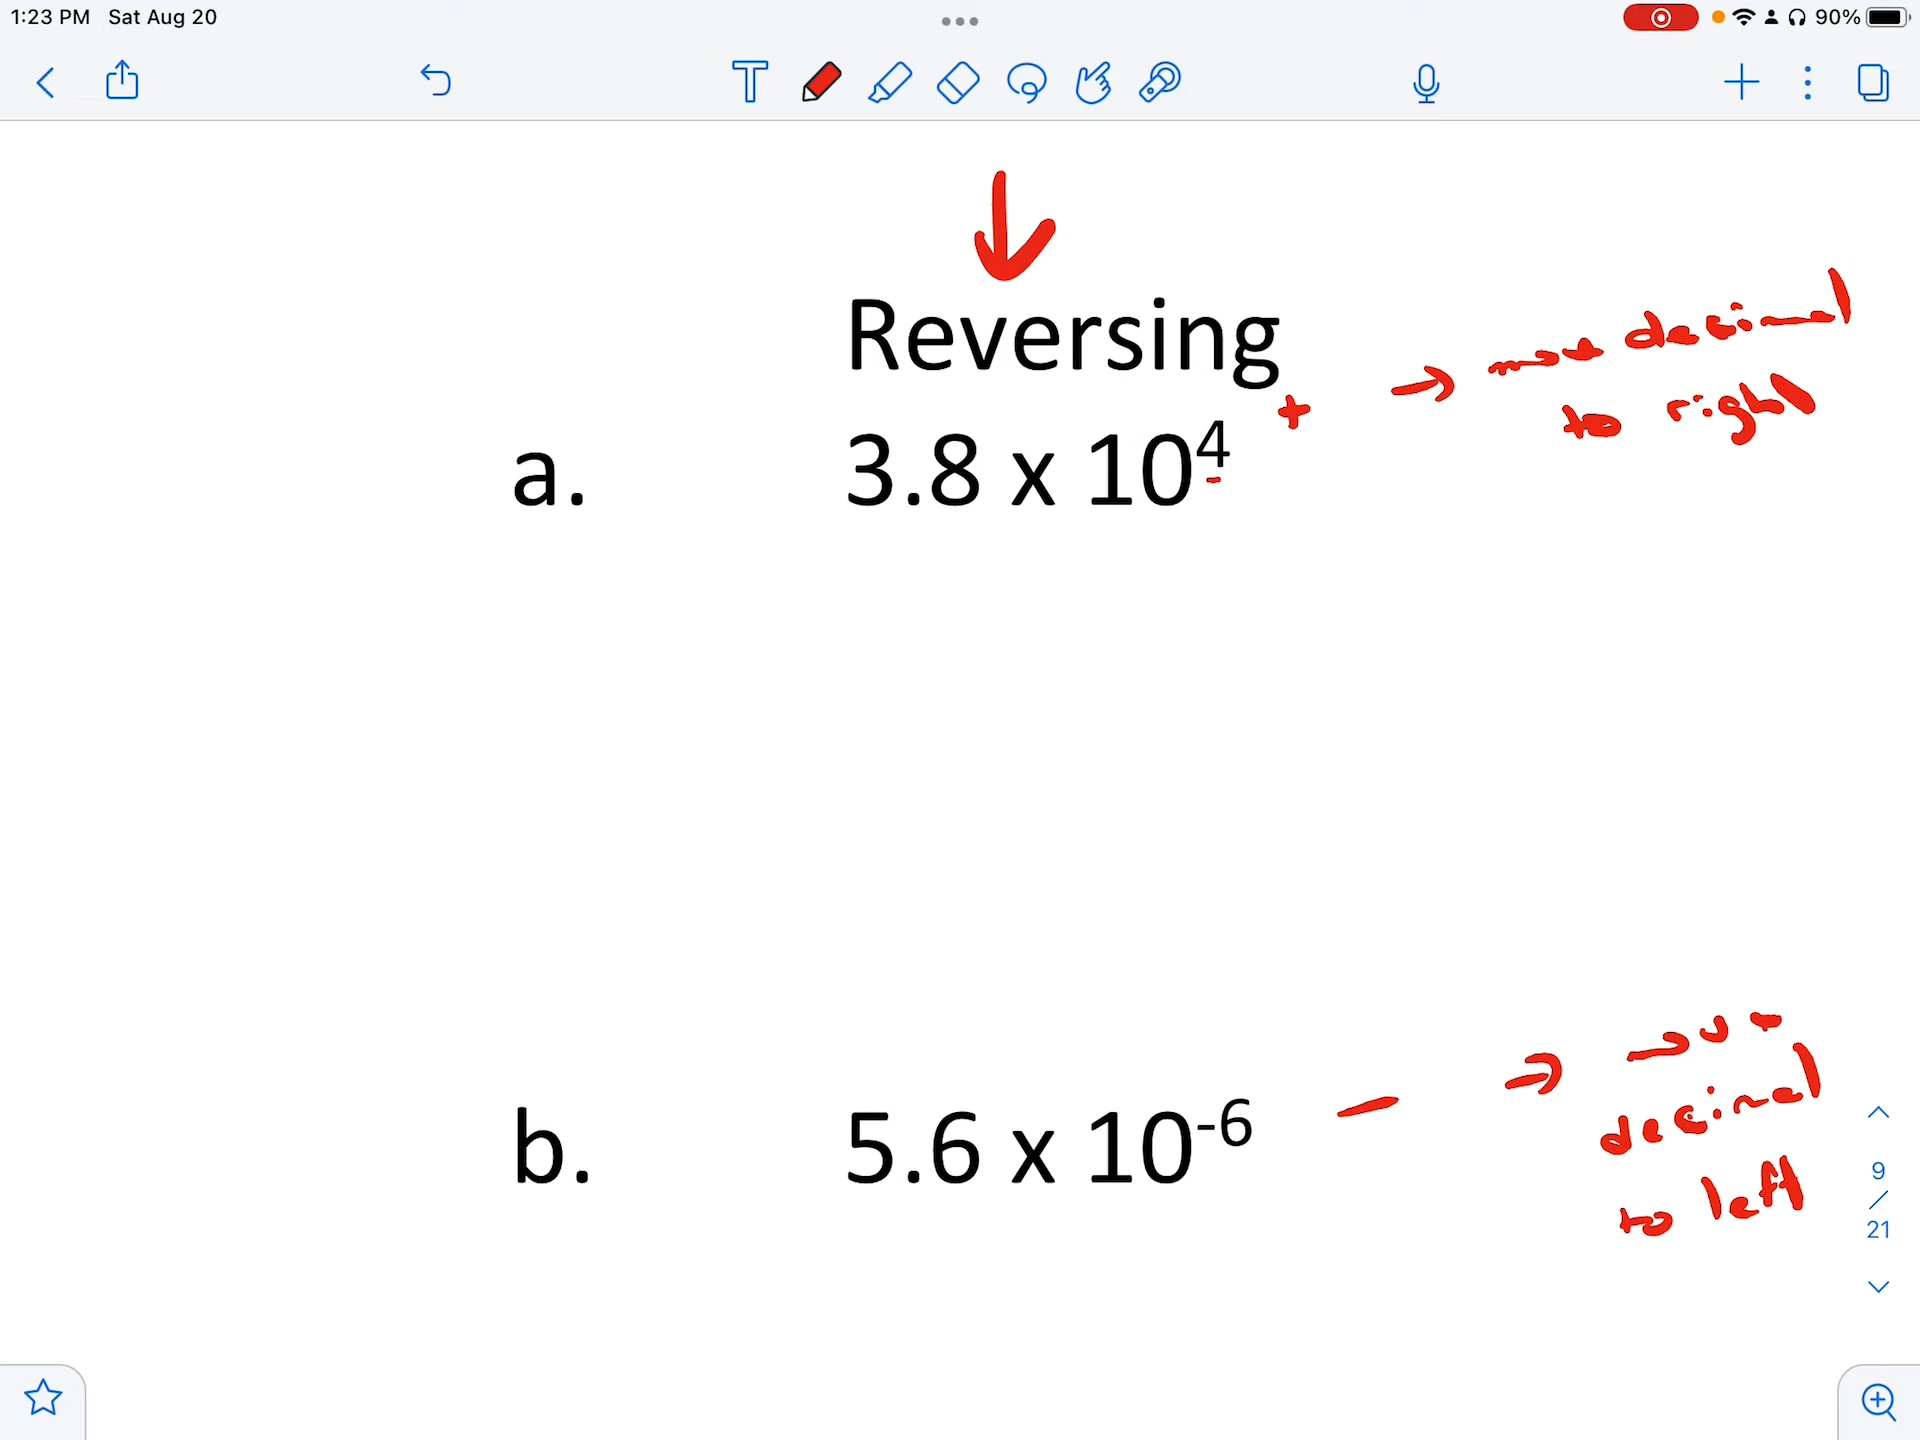 1:23 PM Sat Aug 20
90%
Reversing
+ → move decimal
to right
a. 3.8 x 10⁴
b. 5.6 x 10⁻⁶
− → move
decimal
to left
9
/
21